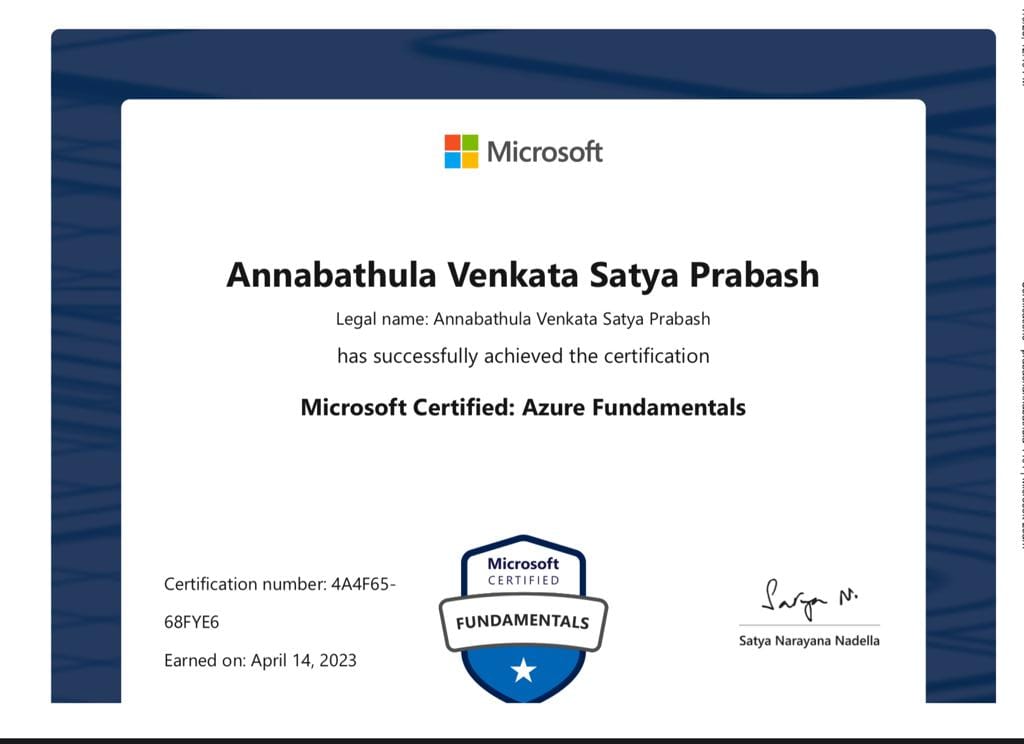 Microsoft
Annabathula Venkata Satya Prabash
Legal name: Annabathula Venkata Satya Prabash
has successfully achieved the certification
Microsoft Certified: Azure Fundamentals
Certification number: 4A4F65-
68FYE6
Earned on: April 14, 2023
Microsoft
CERTIFIED
FUNDAMENTALS
Satya N.
Satya Narayana Nadella